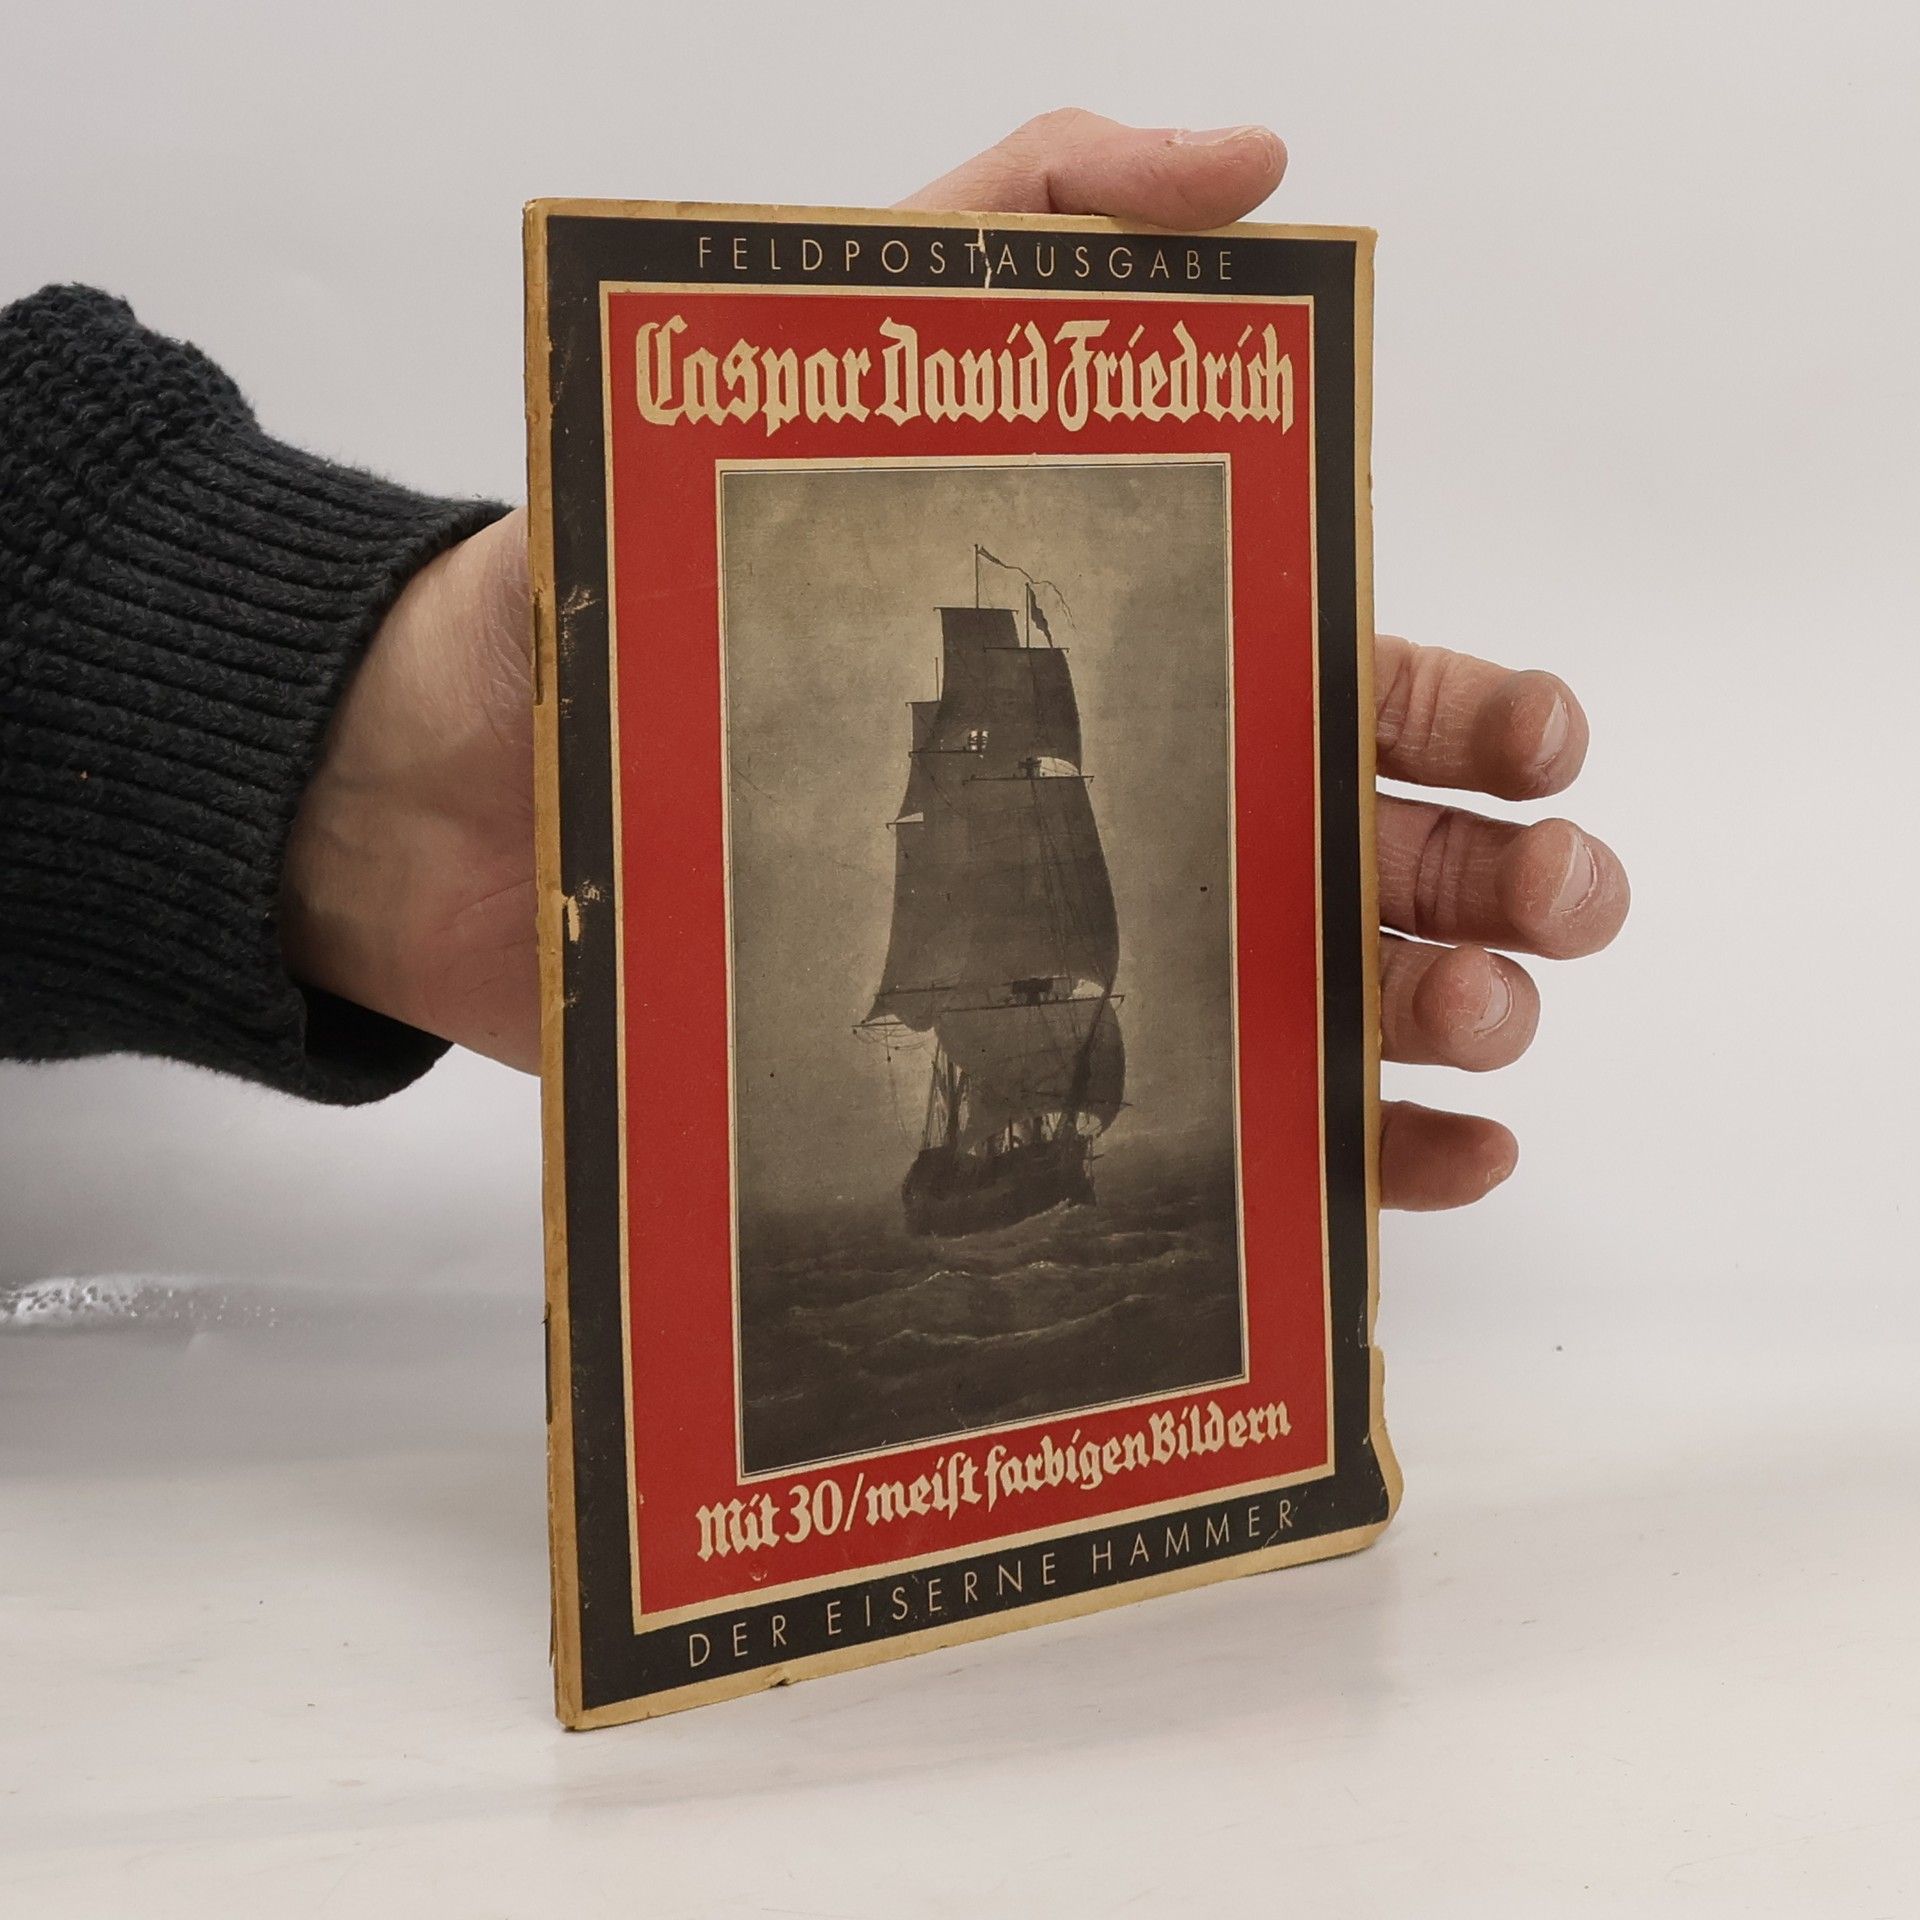 FELDPOSTAUSGABE
Caspar David Friedrich
Mit 30/meiſt farbigen Bildern
DER EISERNE HAMMER